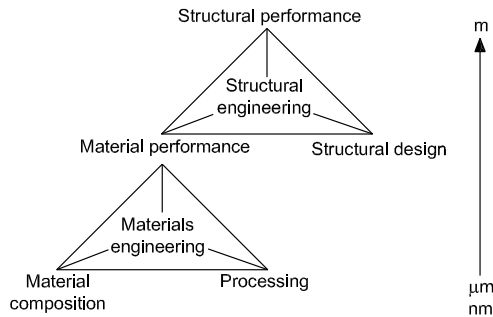 Structural performance
m
Structural
engineering
Material performance
Structural design
Materials
engineering
Material
composition
Processing
μm
nm